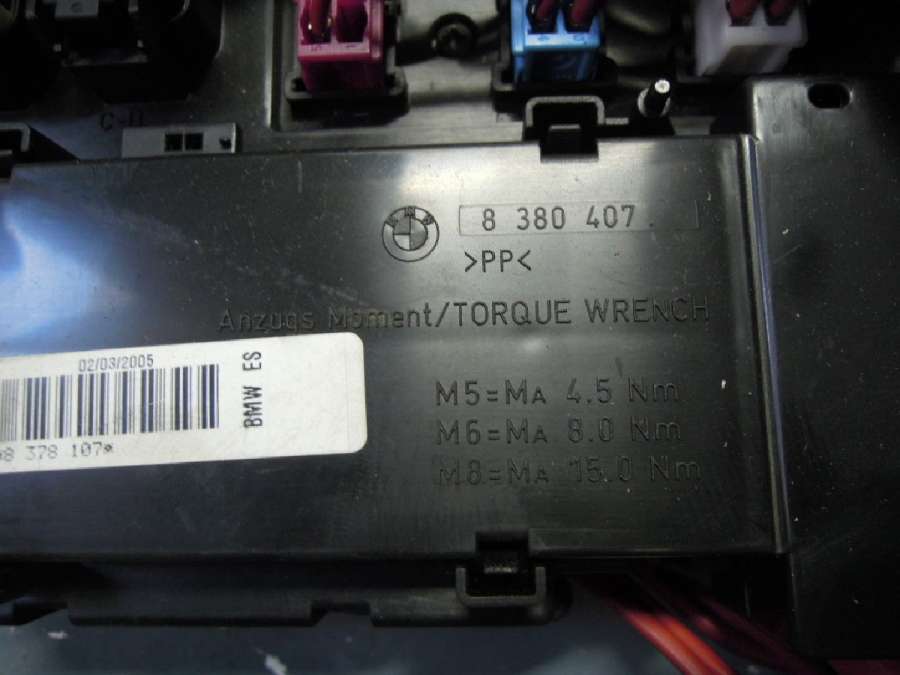 C-D
BMW
8 380 407
>PP<
Anzugs Moment/TORQUE WRENCH
02/03/2005
BMW ES
8 378 107*
M5=MA 4.5 Nm
M6=MA 8.0 Nm
M8=MA 15.0 Nm